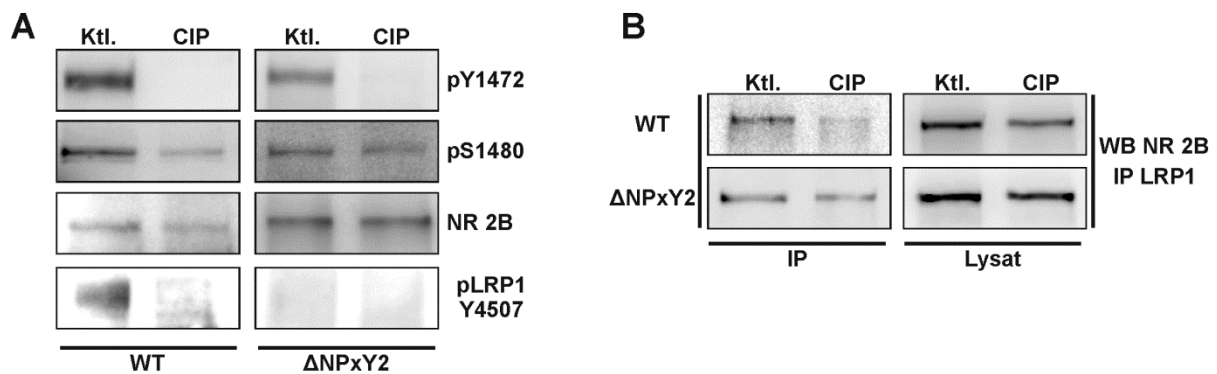 A
Ktl. CIP Ktl. CIP
pY1472
pS1480
NR 2B
pLRP1
Y4507
WT ΔNPxY2
B
Ktl. CIP Ktl. CIP
WT
ΔNPxY2
WB NR 2B
IP LRP1
IP Lysat